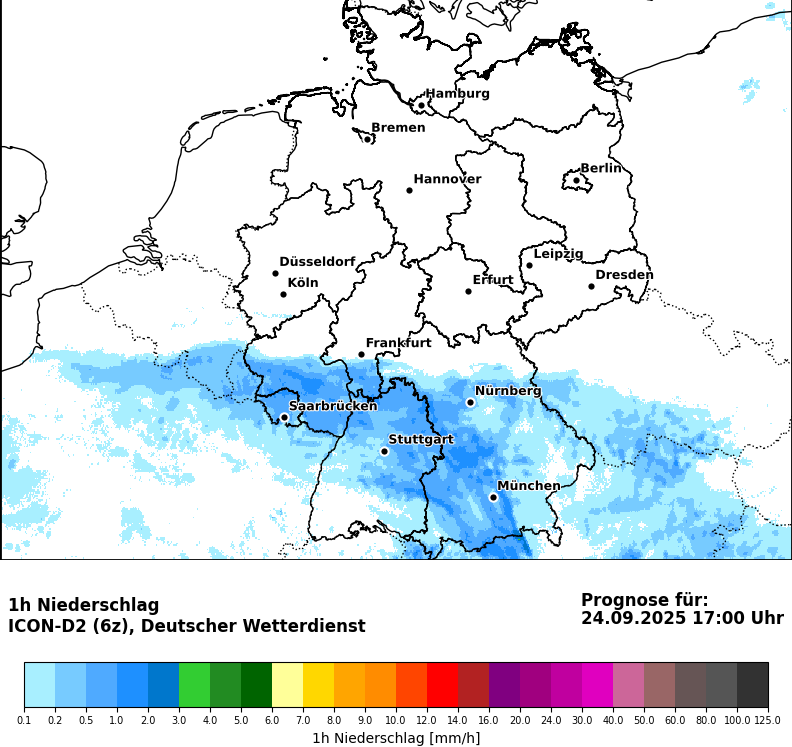 Hamburg
Bremen
Berlin
Hannover
Leipzig
Düsseldorf
Dresden
Köln
Erfurt
Frankfurt
Nürnberg
Saarbrücken
Stuttgart
München
1h Niederschlag
ICON-D2 (6z), Deutscher Wetterdienst
Prognose für:
24.09.2025 17:00 Uhr
0.1 0.2 0.5 1.0 2.0 3.0 4.0 5.0 6.0 7.0 9.0 10.0 12.0 14.0 16.0 20.0 24.0 30.0 40.0 50.0 60.0 80.0 100.0 125.0
1h Niederschlag [mm/h]